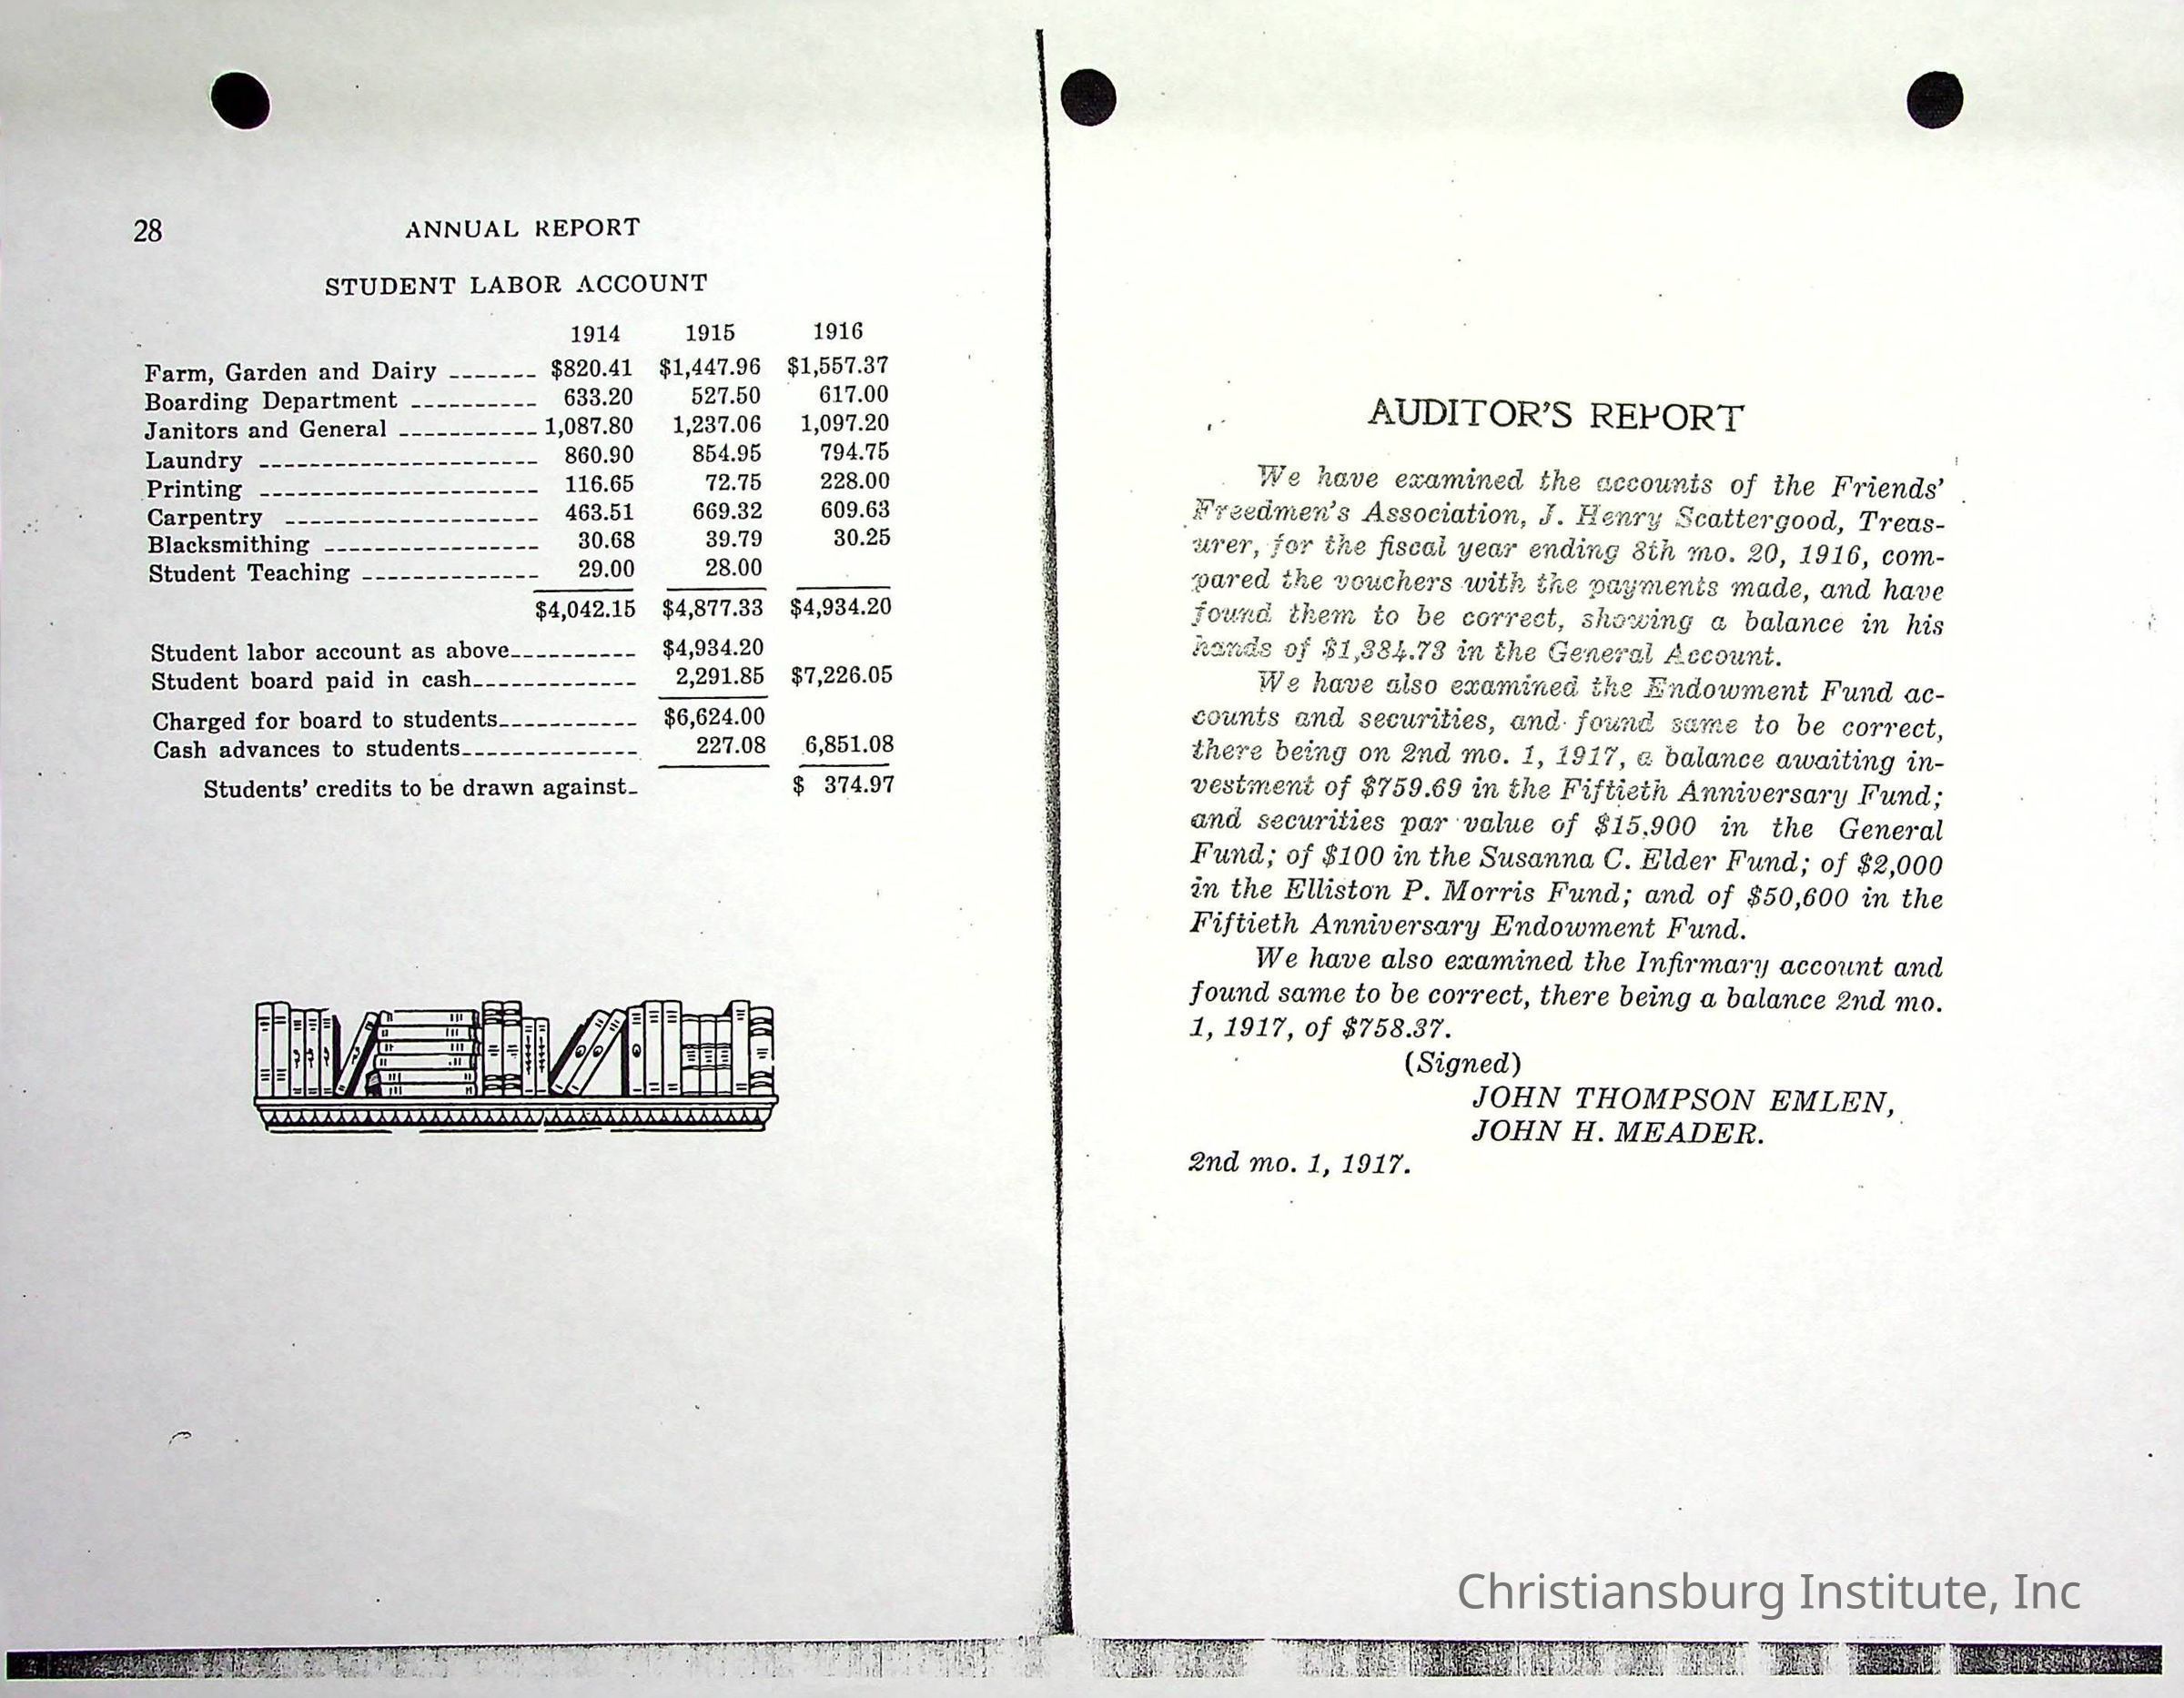 28 ANNUAL REPORT
STUDENT LABOR ACCOUNT
1914 1915 1916
Farm, Garden and Dairy ------- $820.41 $1,447.96 $1,557.37
Boarding Department ---------- 633.20 527.50 617.00
Janitors and General ----------- 1,087.80 1,237.06 1,097.20
Laundry ---------------------- 860.90 854.95 794.75
Printing ---------------------- 116.65 72.75 228.00
Carpentry -------------------- 463.51 669.32 609.63
Blacksmithing ----------------- 30.68 39.79 30.25
Student Teaching -------------- 29.00 28.00
$4,042.15 $4,877.33 $4,934.20
Student labor account as above---------- $4,934.20
Student board paid in cash------------- 2,291.85 $7,226.05
Charged for board to students----------- $6,624.00
Cash advances to students-------------- 227.08 6,851.08
Students' credits to be drawn against- $ 374.97
AUDITOR'S REPORT
We have examined the accounts of the Friends'
Freedmen's Association, J. Henry Scattergood, Treas-
urer, for the fiscal year ending 8th mo. 20, 1916, com-
pared the vouchers with the payments made, and have
found them to be correct, showing a balance in his
hands of $1,384.73 in the General Account.
We have also examined the Endowment Fund ac-
counts and securities, and found same to be correct,
there being on 2nd mo. 1, 1917, a balance awaiting in-
vestment of $759.69 in the Fiftieth Anniversary Fund;
and securities par value of $15,900 in the General
Fund; of $100 in the Susanna C. Elder Fund; of $2,000
in the Elliston P. Morris Fund; and of $50,600 in the
Fiftieth Anniversary Endowment Fund.
We have also examined the Infirmary account and
found same to be correct, there being a balance 2nd mo.
1, 1917, of $758.37.
(Signed)
JOHN THOMPSON EMLEN,
JOHN H. MEADER.
2nd mo. 1, 1917.
Christiansburg Institute, Inc